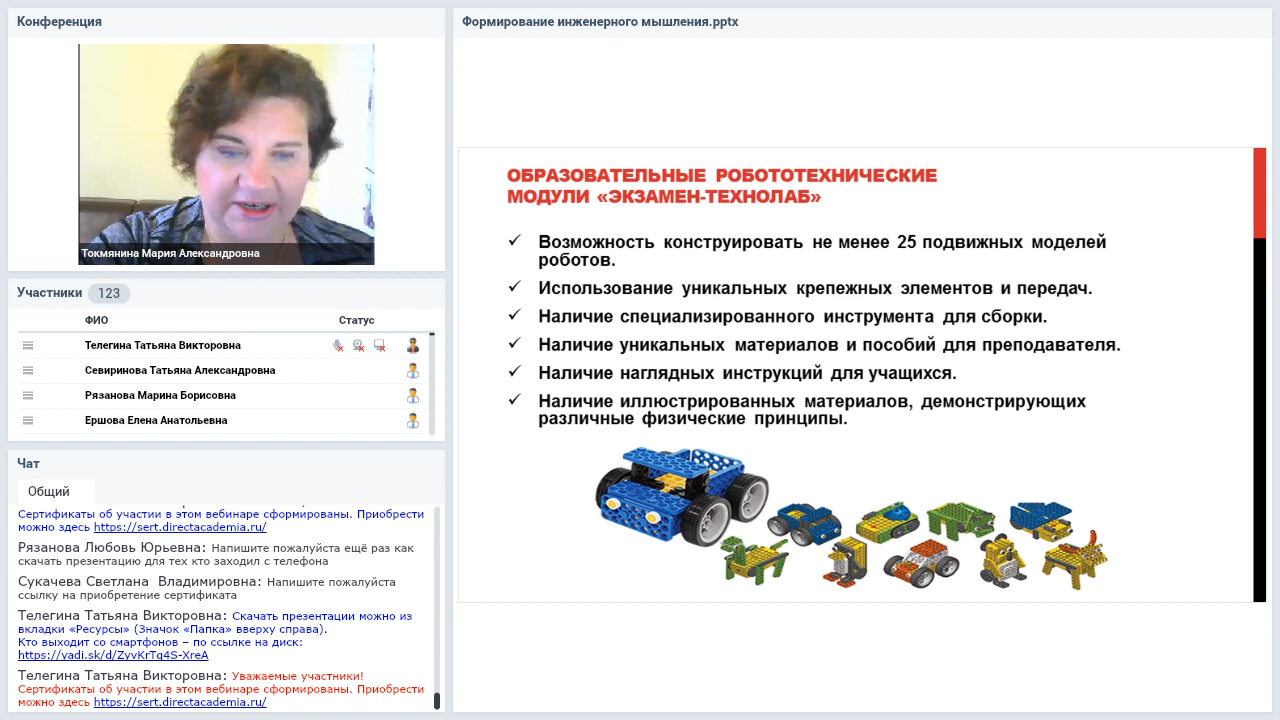 Конференция
Токмянина Мария Александровна
Участники 123
ФИО Статус
Телегина Татьяна Викторовна
Севиринова Татьяна Александровна
Рязанова Марина Борисовна
Ершова Елена Анатольевна
Чат
Общий
Сертификаты об участии в этом вебинаре сформированы. Приобрести
можно здесь https://sert.directacademia.ru/
Рязанова Любовь Юрьевна: Напишите пожалуйста ещё раз как
скачать презентацию для тех кто заходил с телефона
Сукачева Светлана Владимировна: Напишите пожалуйста
ссылку на приобретение сертификата
Телегина Татьяна Викторовна: Скачать презентации можно из
вкладки «Ресурсы» (Значок «Папка» вверху справа).
Кто выходит со смартфонов – по ссылке на диск:
https://yadi.sk/d/ZyvKrTq4S-XreA
Телегина Татьяна Викторовна: Уважаемые участники!
Сертификаты об участии в этом вебинаре сформированы. Приобрести
можно здесь https://sert.directacademia.ru/
Формирование инженерного мышления.pptx
ОБРАЗОВАТЕЛЬНЫЕ РОБОТОТЕХНИЧЕСКИЕ
МОДУЛИ «ЭКЗАМЕН-ТЕХНОЛАБ»
✓ Возможность конструировать не менее 25 подвижных моделей
роботов.
✓ Использование уникальных крепежных элементов и передач.
✓ Наличие специализированного инструмента для сборки.
✓ Наличие уникальных материалов и пособий для преподавателя.
✓ Наличие наглядных инструкций для учащихся.
✓ Наличие иллюстрированных материалов, демонстрирующих
различные физические принципы.